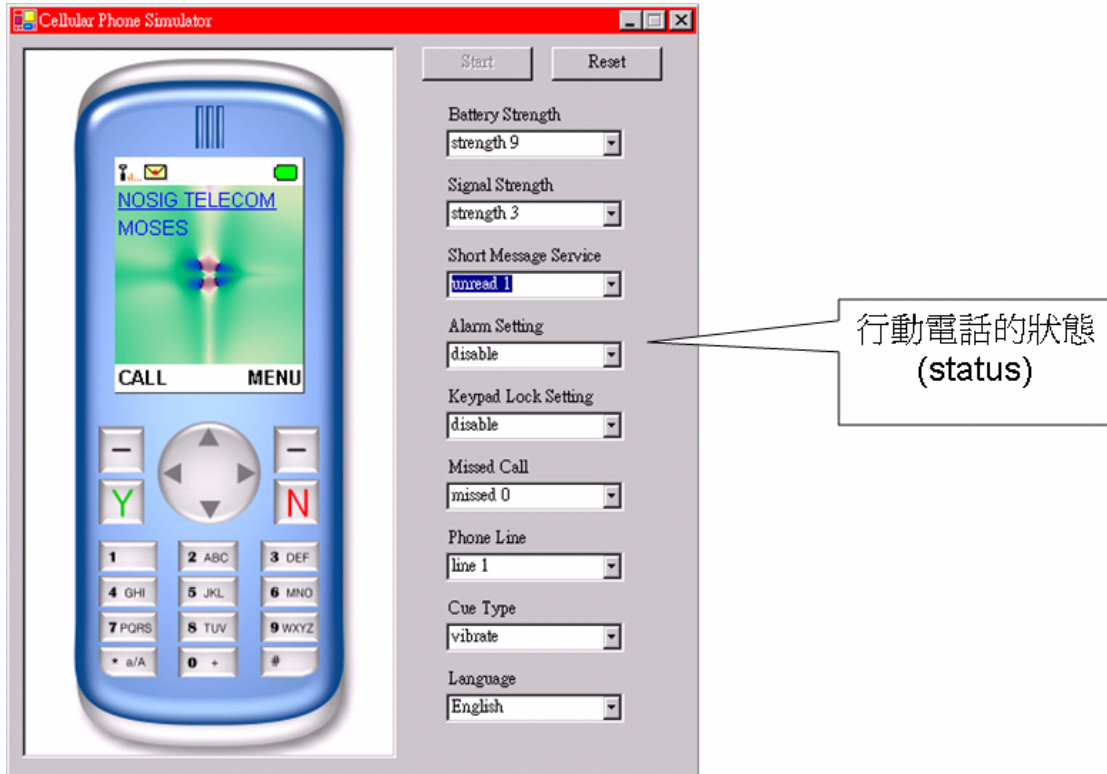 Cellular Phone Simulator
Start
Reset
NOSIG TELECOM
MOSES
CALL
MENU
Y
N
1
2 ABC
3 DEF
4 GHI
5 JKL
6 MNO
7 PQRS
8 TUV
9 WXYZ
* a/A
0 +
#
Battery Strength
strength 9
Signal Strength
strength 3
Short Message Service
unread 1
Alarm Setting
disable
Keypad Lock Setting
disable
Missed Call
missed 0
Phone Line
line 1
Cue Type
vibrate
Language
English
行動電話的狀態
(status)